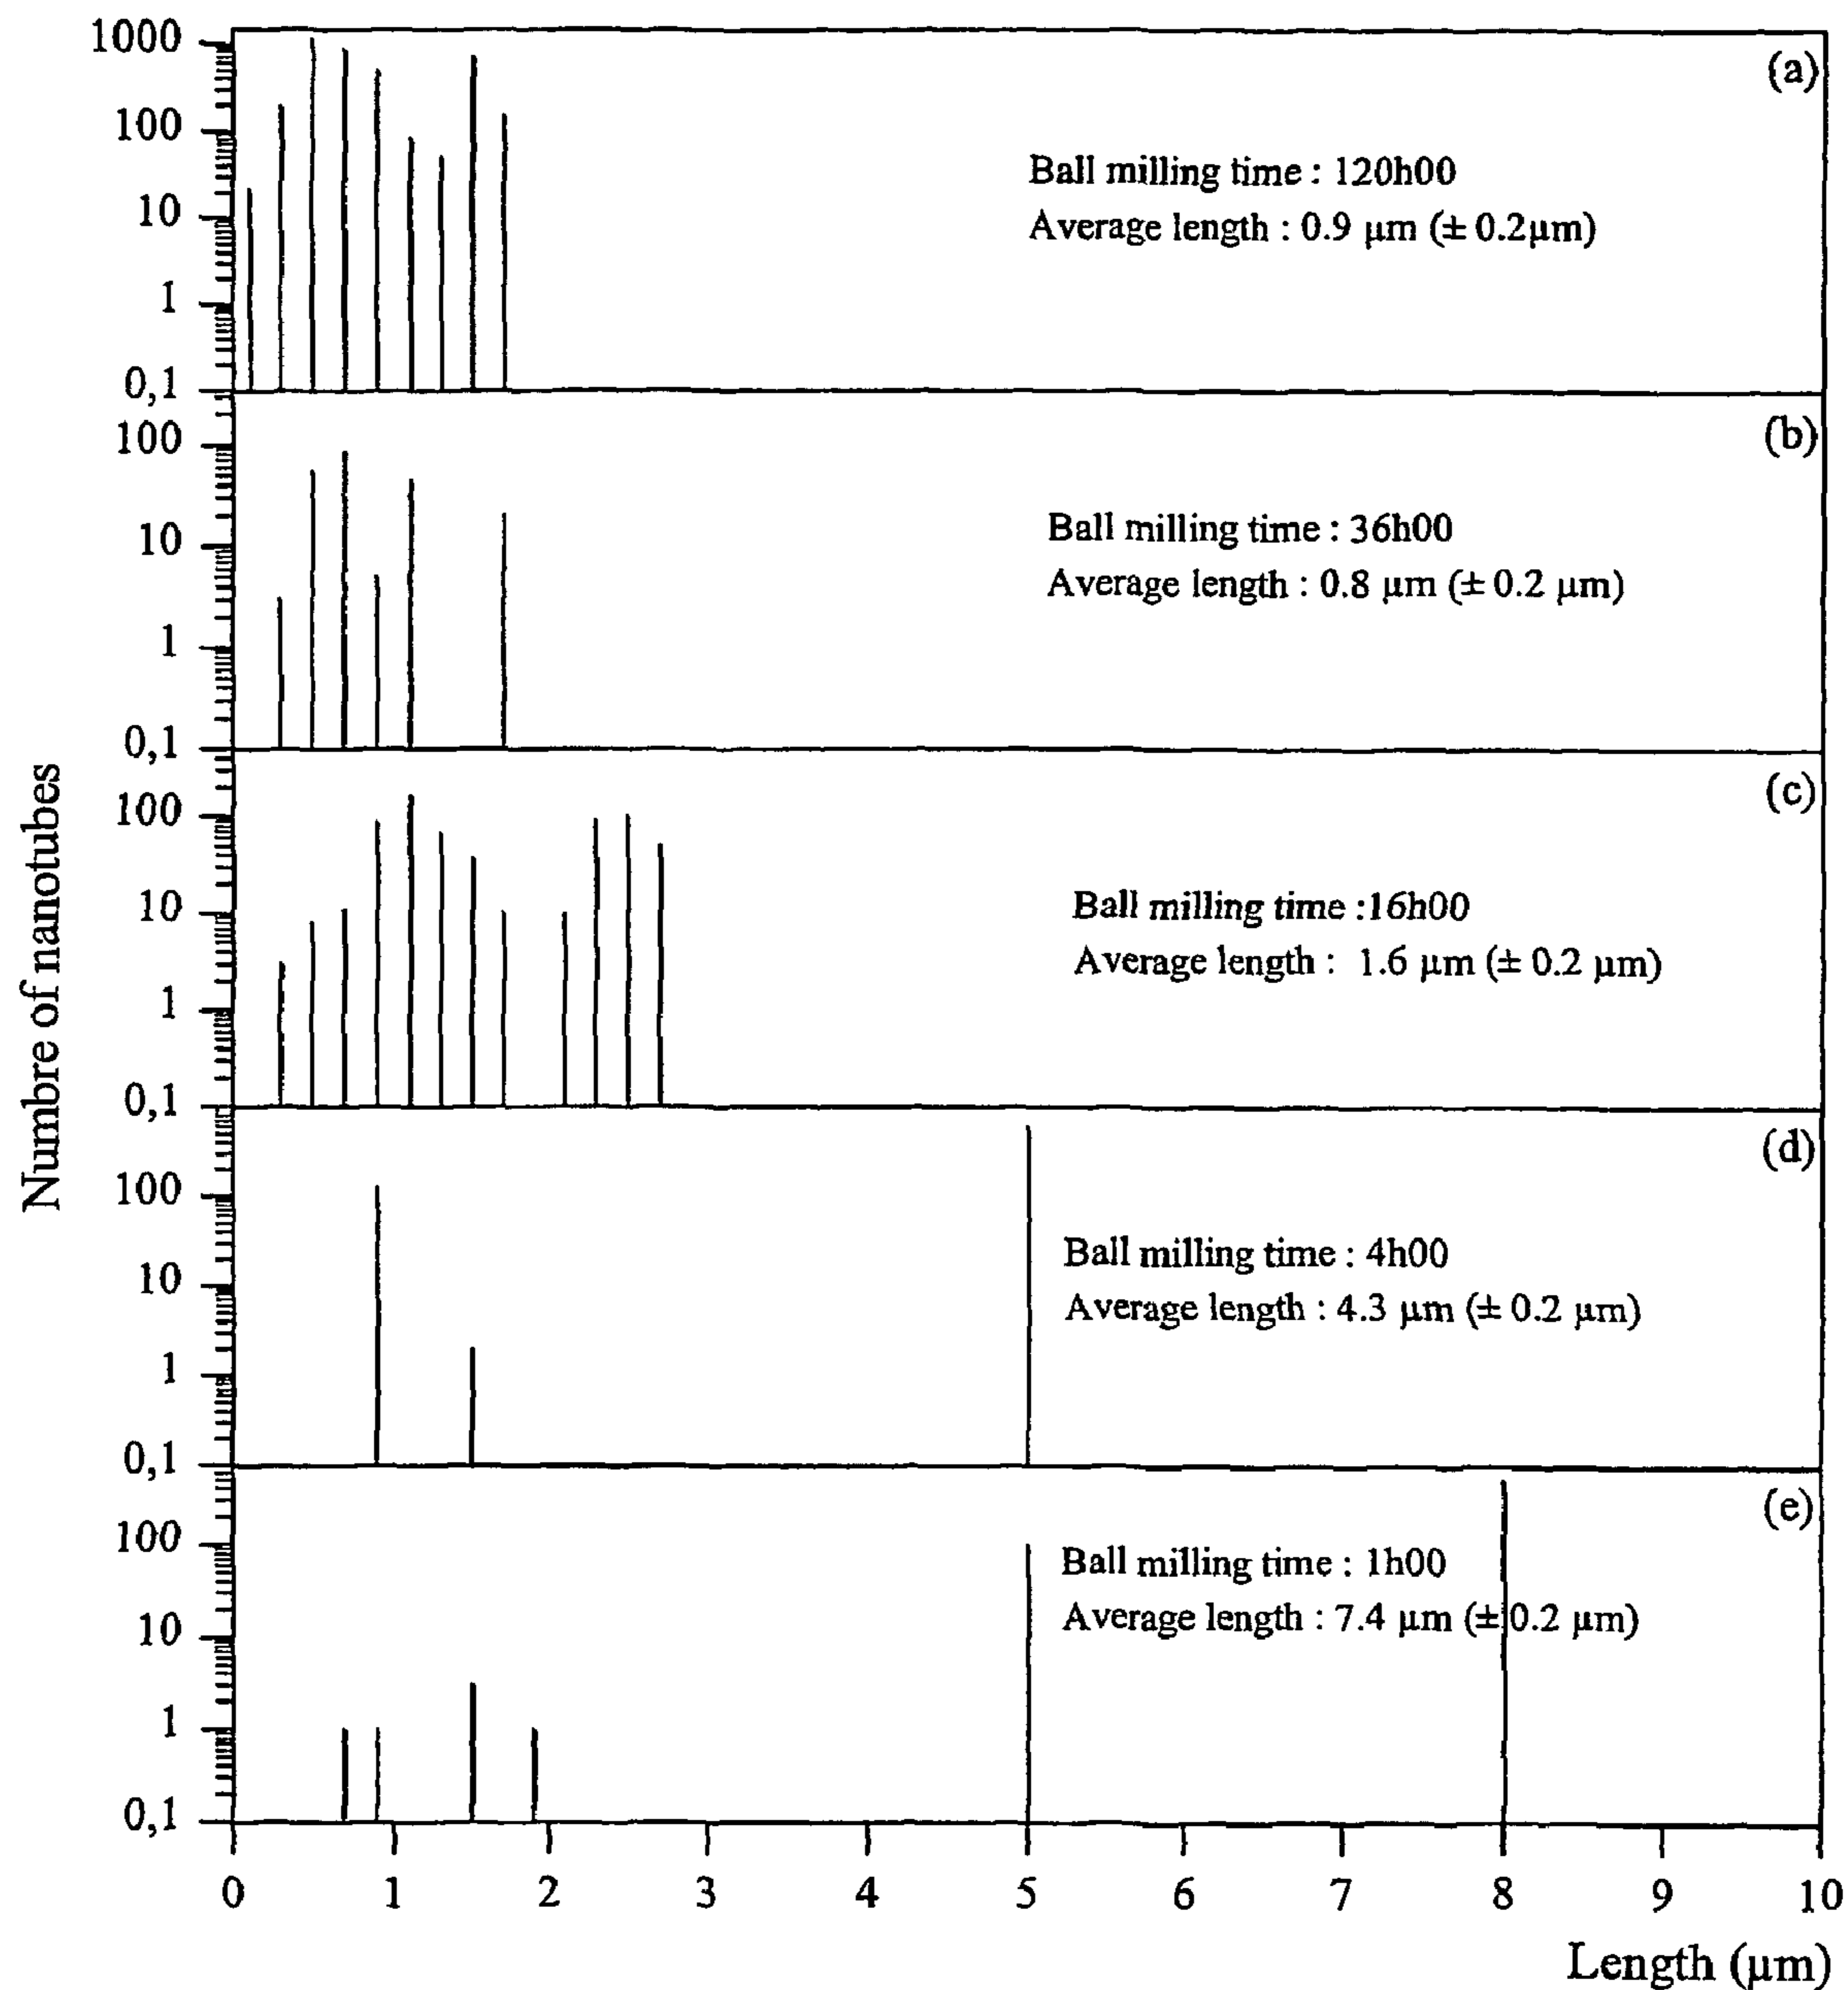 Numbre of nanotubes
1000
100
10
1
0,1
(a)
Ball milling time : 120h00
Average length : 0.9 μm (± 0.2μm)
100
10
1
0,1
(b)
Ball milling time : 36h00
Average length : 0.8 μm (± 0.2 μm)
100
10
1
0,1
(c)
Ball milling time :16h00
Average length : 1.6 μm (± 0.2 μm)
100
10
1
0,1
(d)
Ball milling time : 4h00
Average length : 4.3 μm (± 0.2 μm)
100
10
1
0,1
(e)
Ball milling time : 1h00
Average length : 7.4 μm (± 0.2 μm)
0 1 2 3 4 5 6 7 8 9 10
Length (μm)